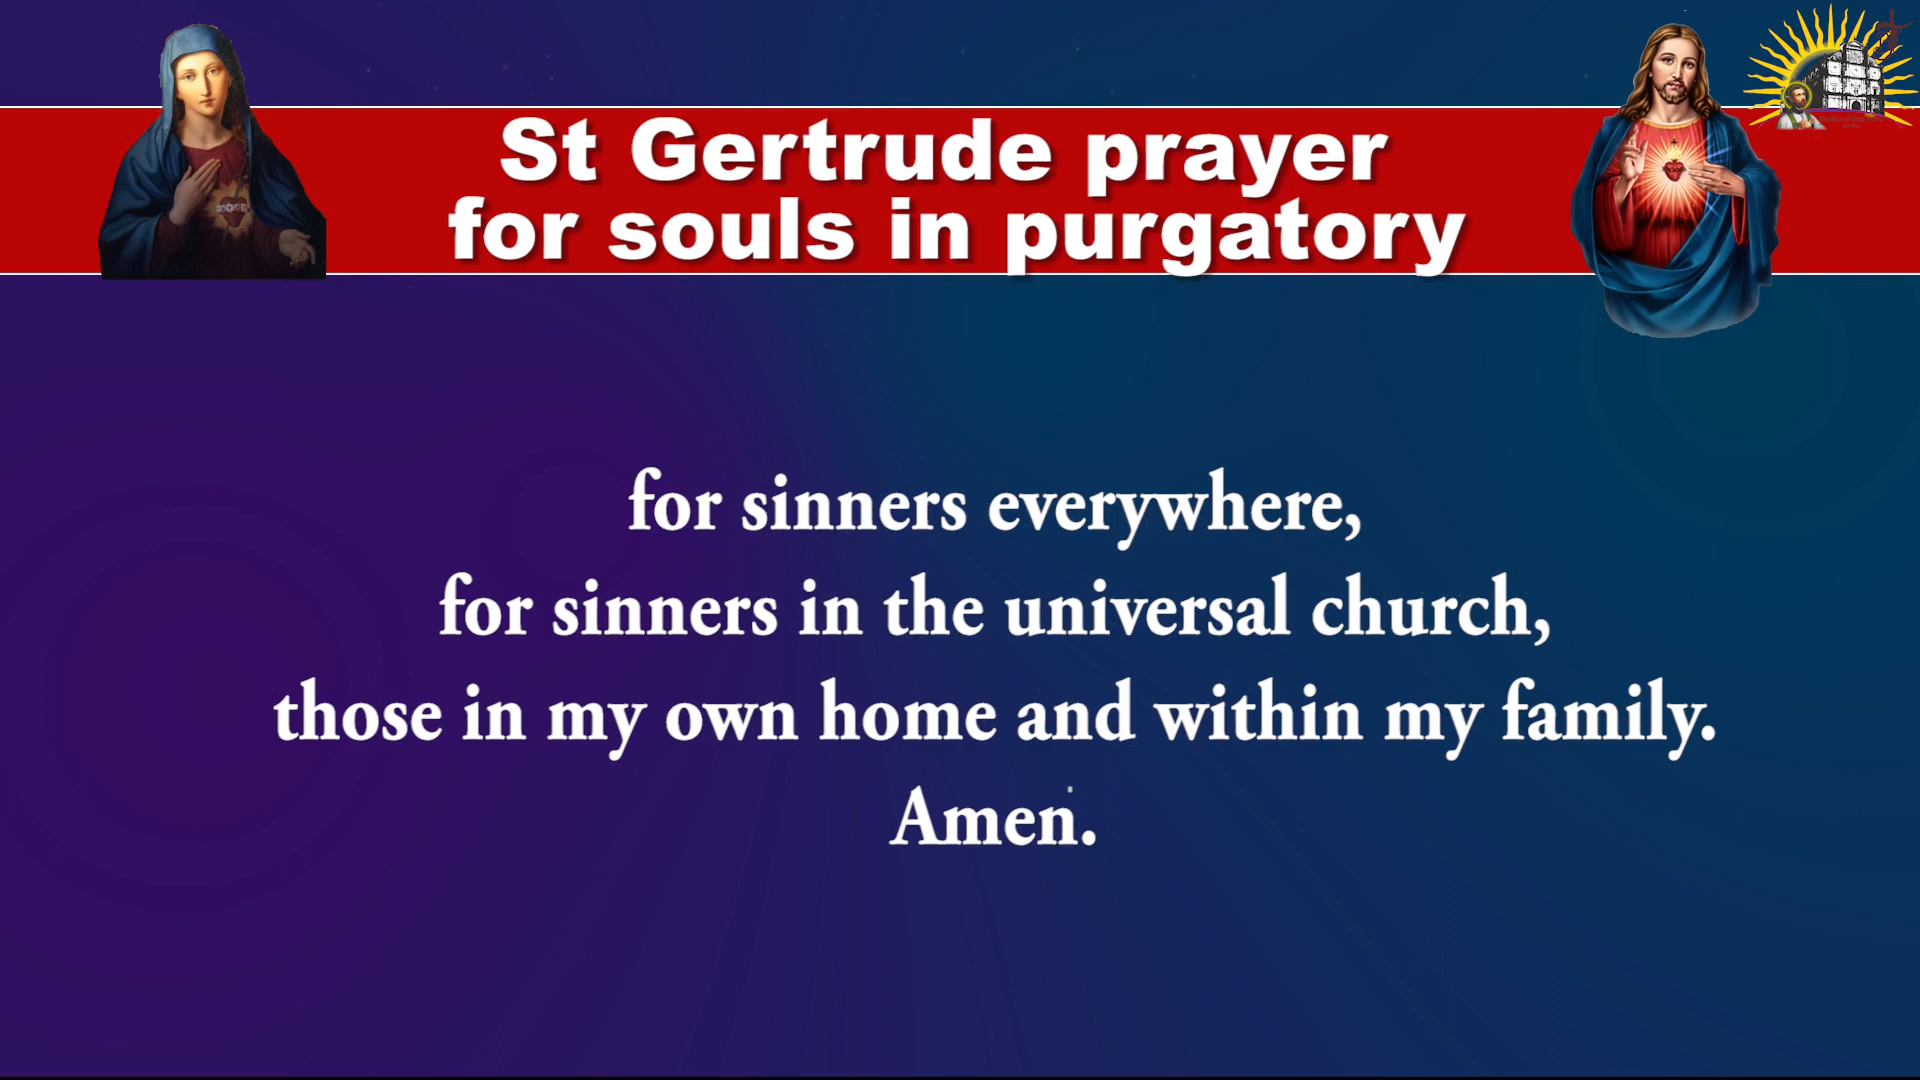 St Gertrude prayer
for souls in purgatory
for sinners everywhere,
for sinners in the universal church,
those in my own home and within my family.
Amen.